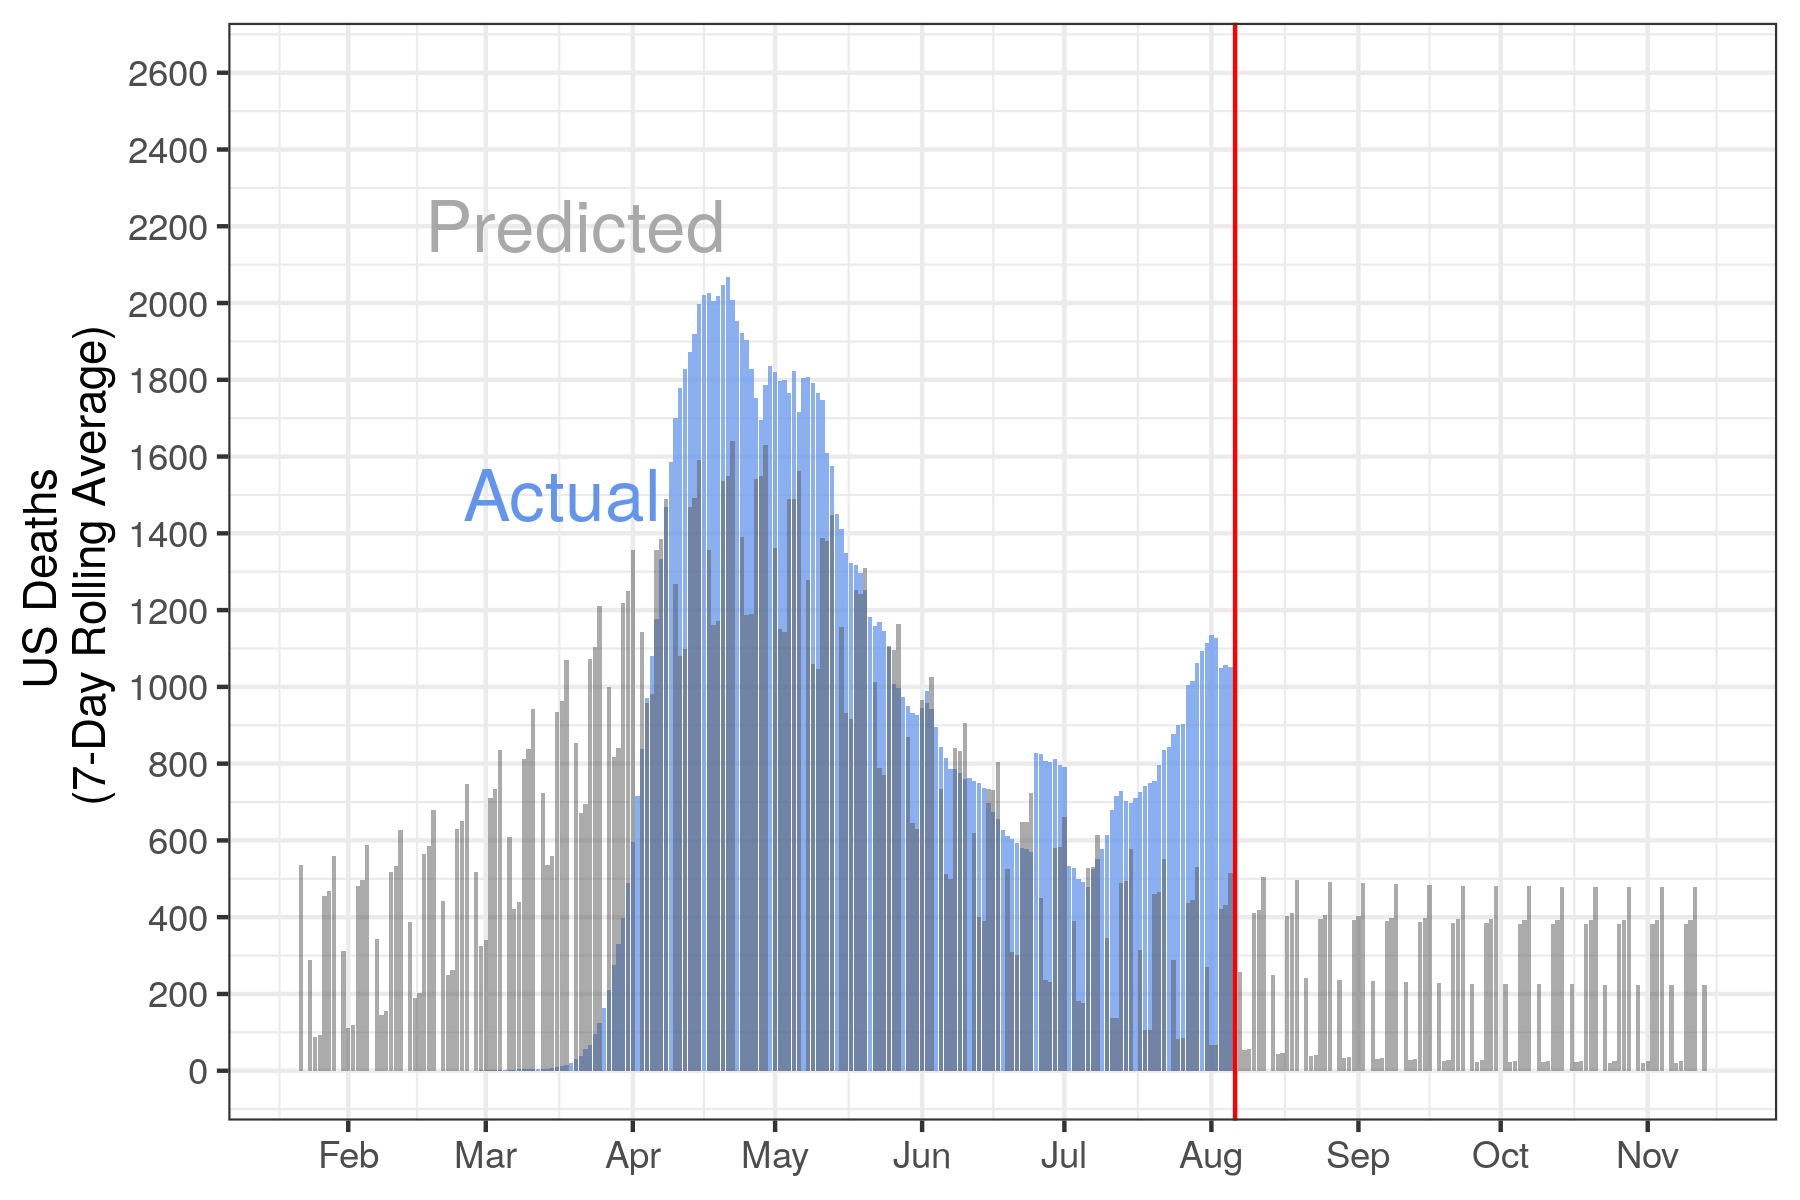 US Deaths
(7-Day Rolling Average)
2600
2400
2200
2000
1800
1600
1400
1200
1000
800
600
400
200
0
Predicted
Actual
Feb Mar Apr May Jun Jul Aug Sep Oct Nov